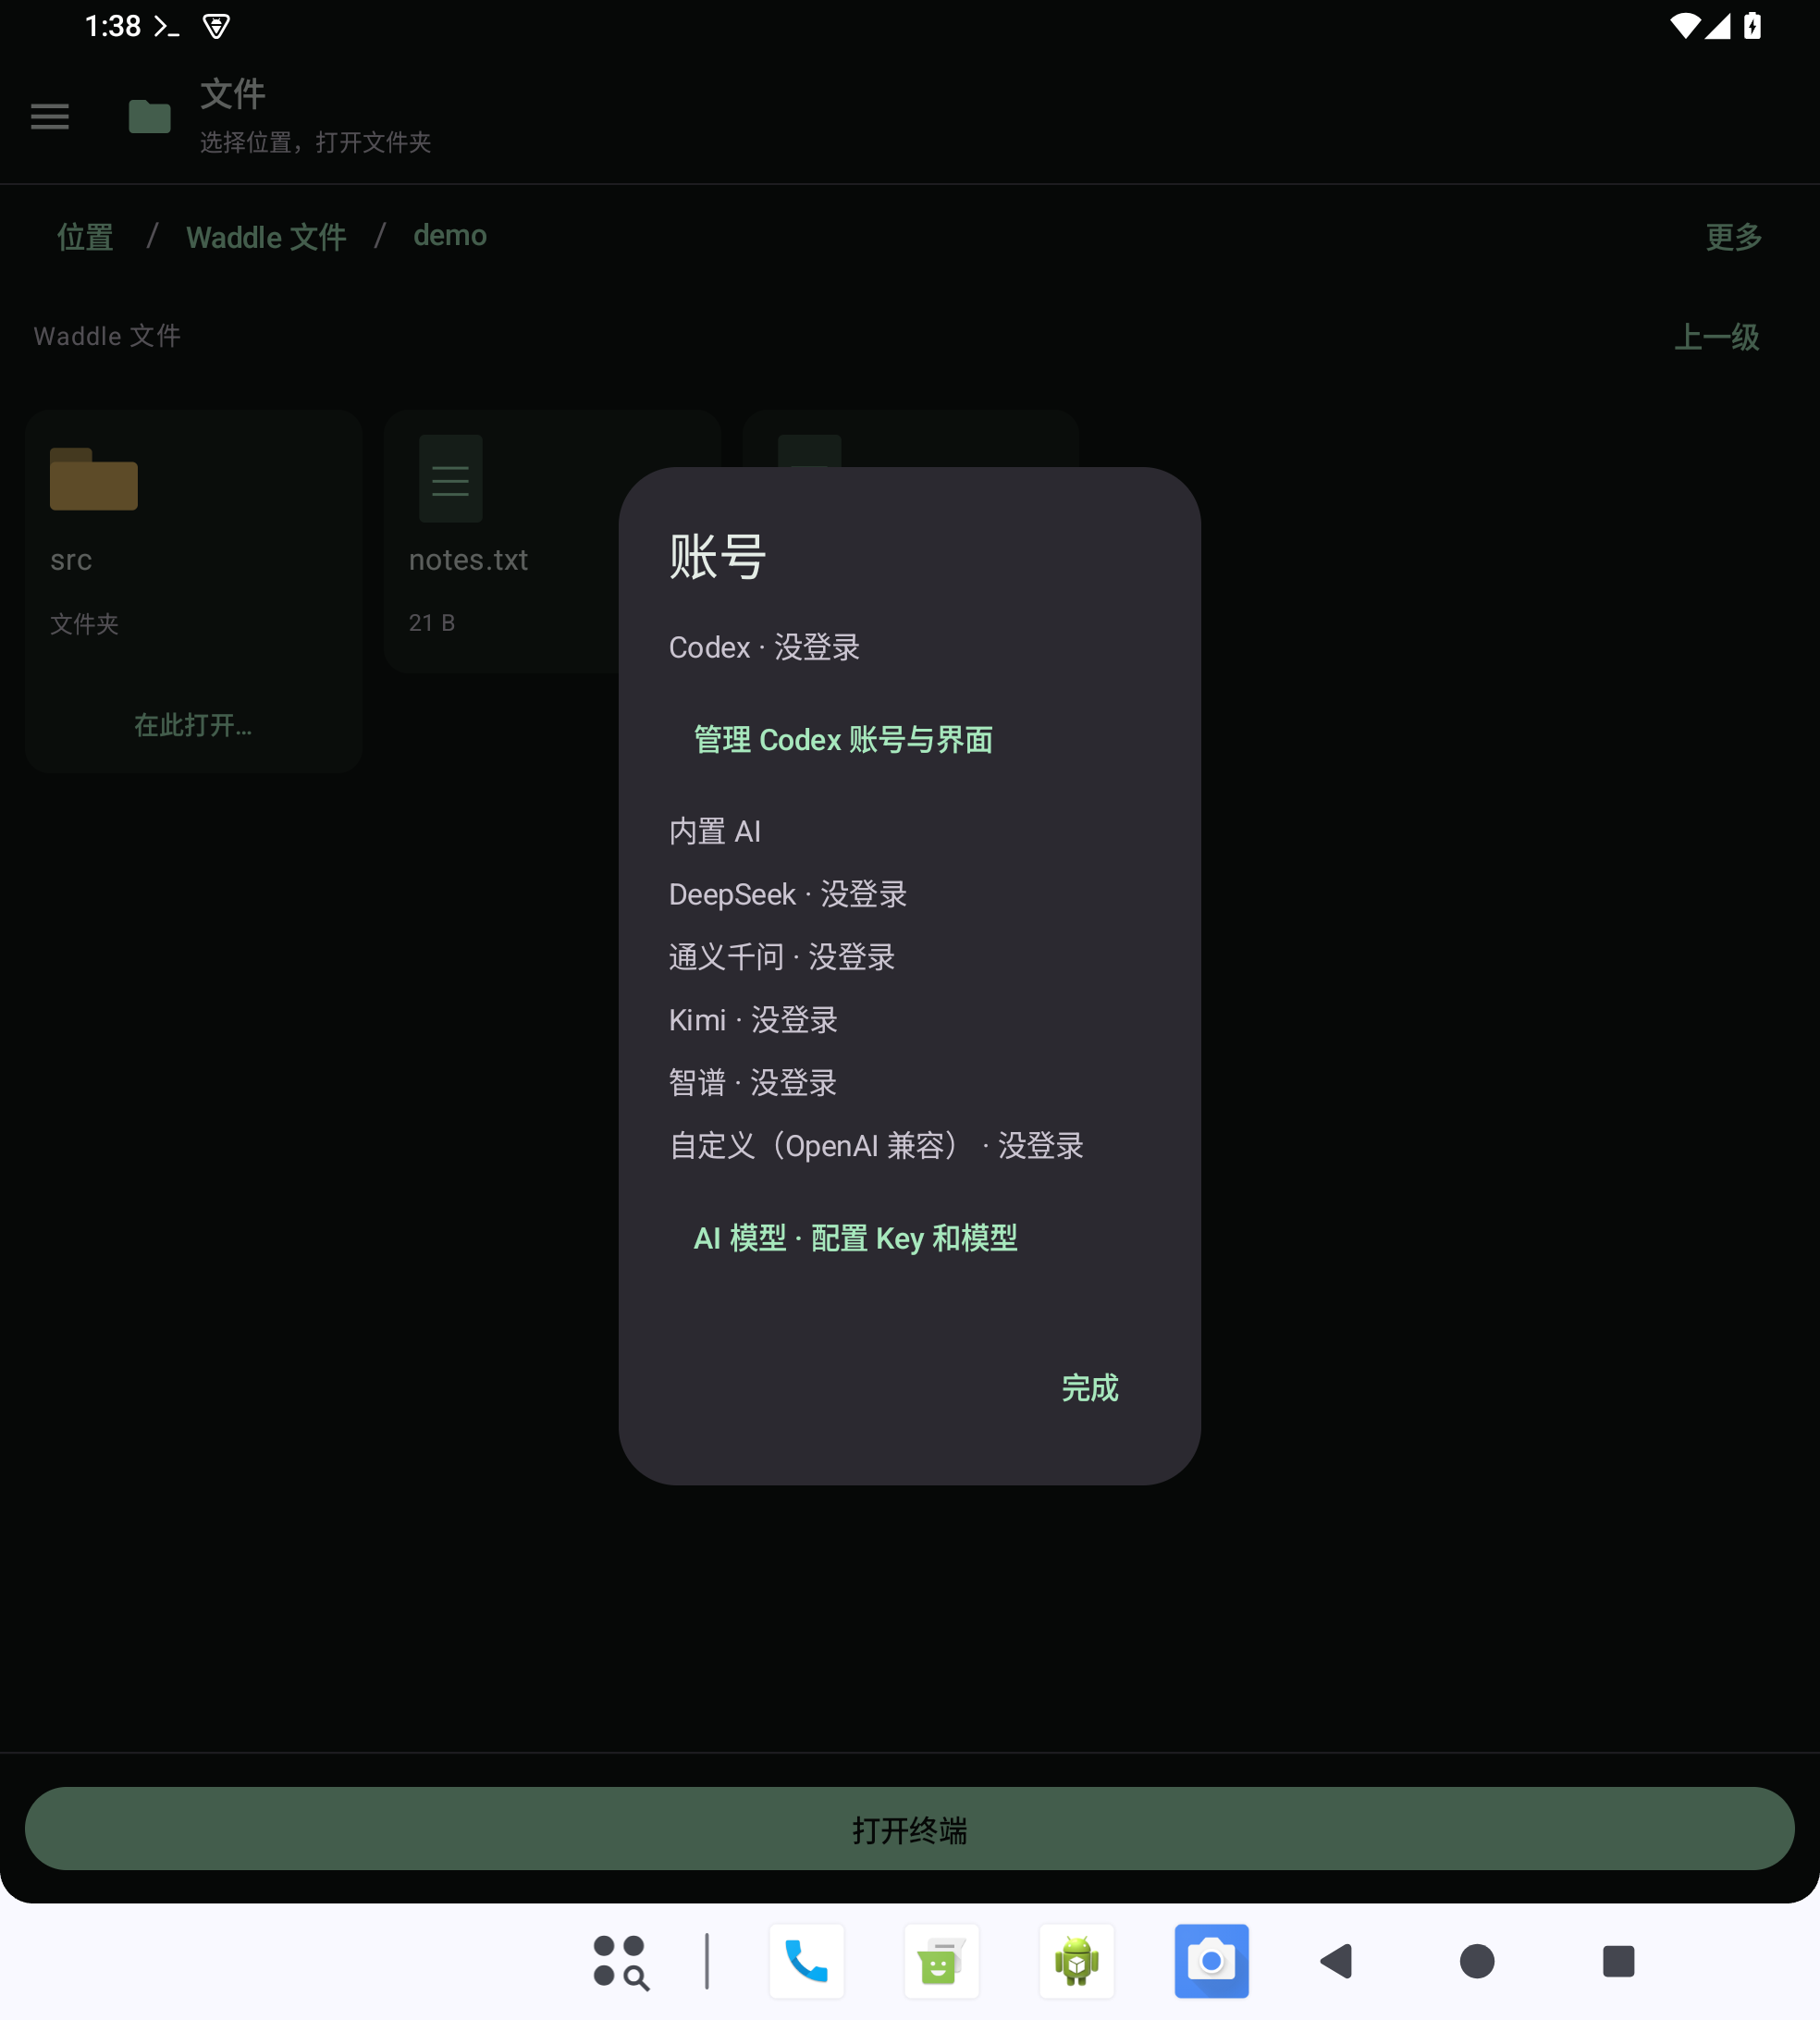 1:38
文件
选择位置，打开文件夹
位置 / Waddle 文件 / demo
更多
Waddle 文件
上一级
src
文件夹
在此打开...
notes.txt
21 B
账号
Codex · 没登录
管理 Codex 账号与界面
内置 AI
DeepSeek · 没登录
通义千问 · 没登录
Kimi · 没登录
智谱 · 没登录
自定义（OpenAI 兼容） · 没登录
AI 模型 · 配置 Key 和模型
完成
打开终端